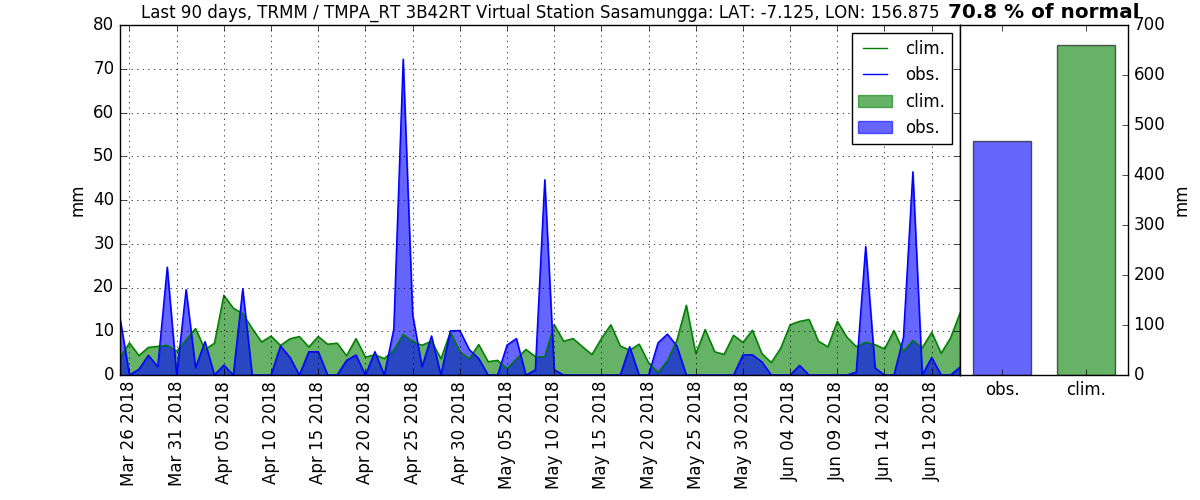 Last 90 days, TRMM / TMPA_RT 3B42RT Virtual Station Sasamungga: LAT: -7.125, LON: 156.875 70.8 % of normal
80
70
60
50
40
30
20
10
0
mm
clim.
obs.
clim.
obs.
Mar 26 2018
Mar 31 2018
Apr 05 2018
Apr 10 2018
Apr 15 2018
Apr 20 2018
Apr 25 2018
Apr 30 2018
May 05 2018
May 10 2018
May 15 2018
May 20 2018
May 25 2018
May 30 2018
Jun 04 2018
Jun 09 2018
Jun 14 2018
Jun 19 2018
700
600
500
400
300
200
100
0
mm
obs.
clim.